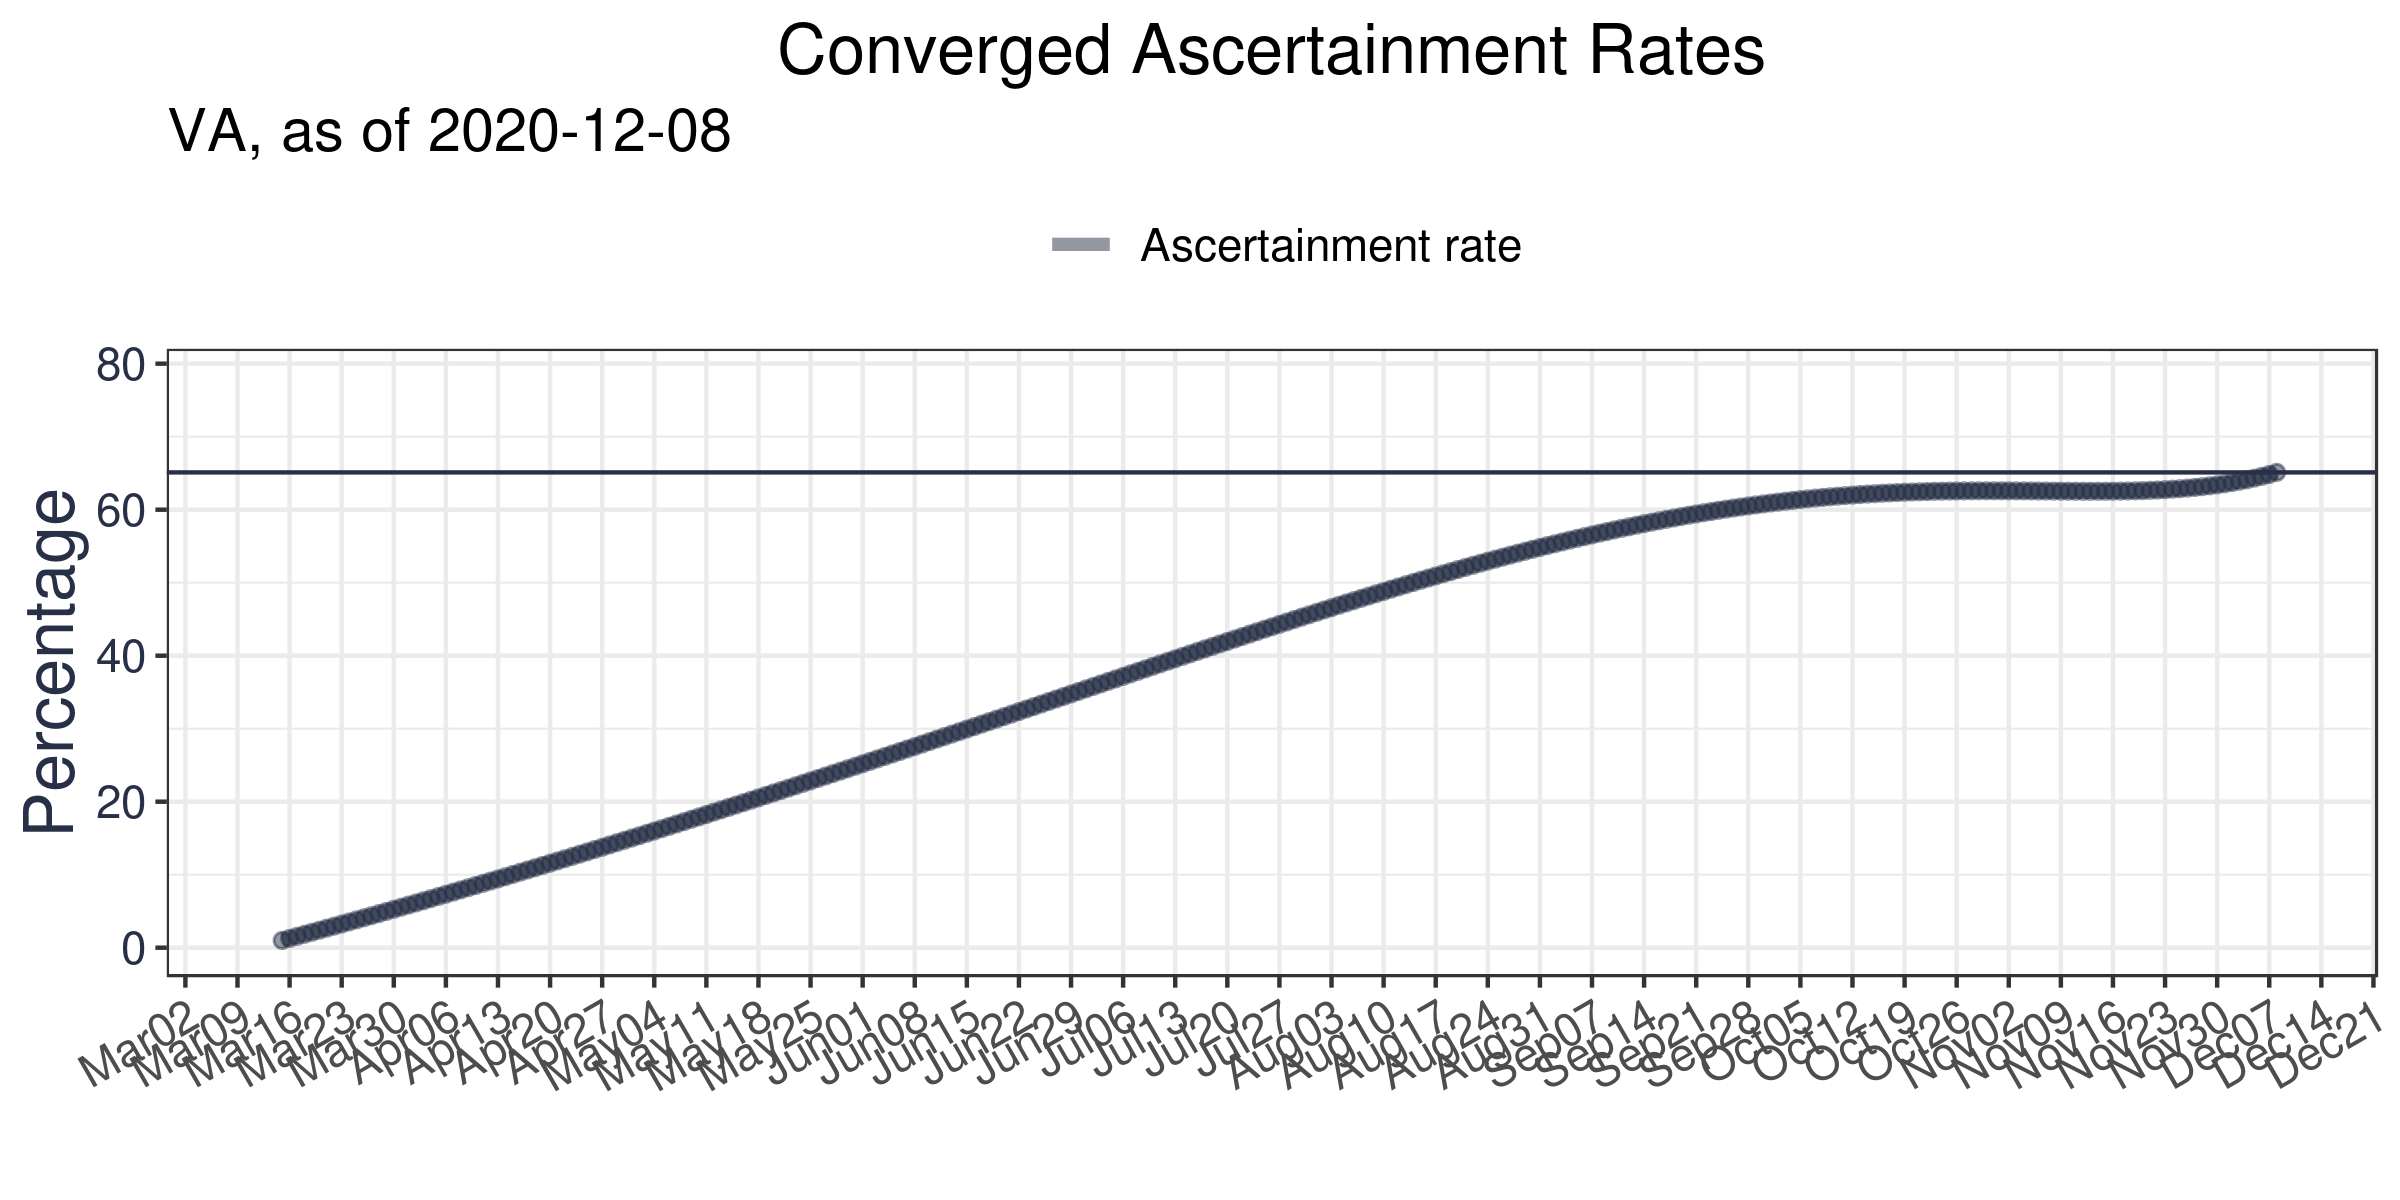 Converged Ascertainment Rates
VA, as of 2020-12-08
Ascertainment rate
Percentage
80
60
40
20
0
Mar02
Mar09
Mar16
Mar23
Mar30
Apr06
Apr13
Apr20
Apr27
May04
May11
May18
May25
Jun01
Jun08
Jun15
Jun22
Jun29
Jul06
Jul13
Jul20
Jul27
Aug03
Aug10
Aug17
Aug24
Aug31
Sep07
Sep14
Sep21
Sep28
Oct05
Oct12
Oct19
Oct26
Nov02
Nov09
Nov16
Nov23
Nov30
Dec07
Dec14
Dec21